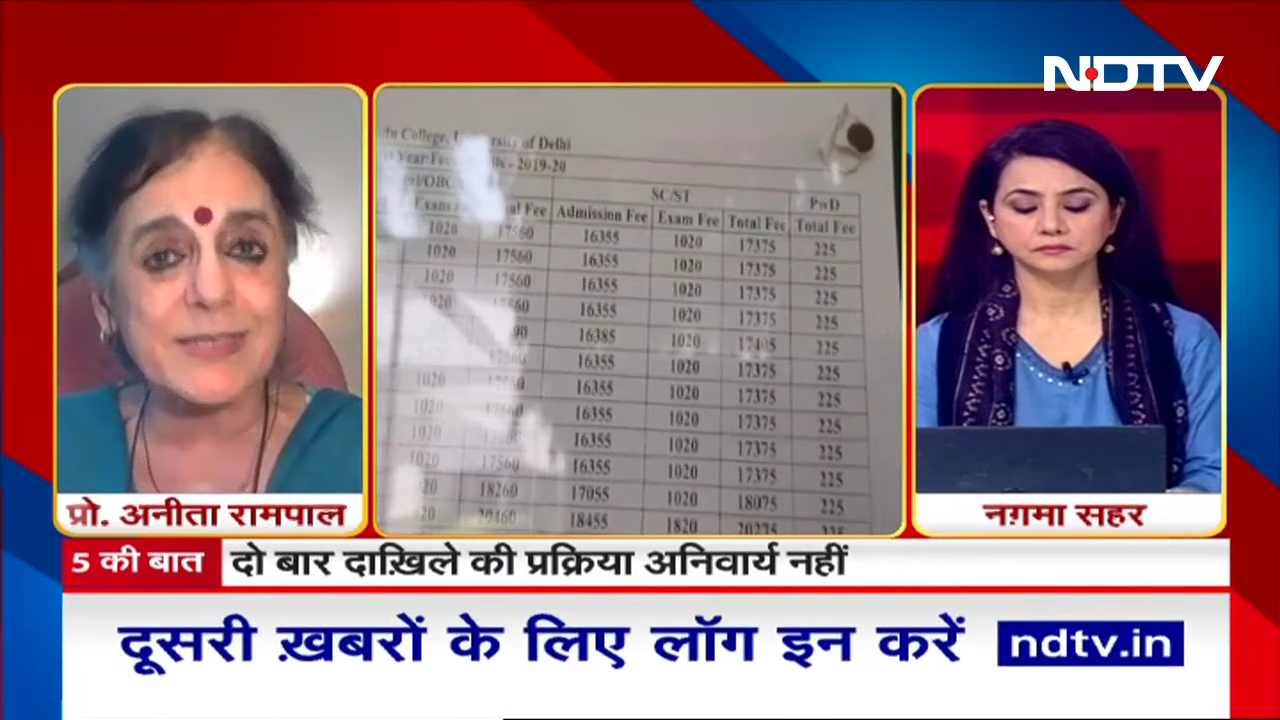 NDTV
College, University of Delhi
2019-20
SC/ST
PwD
Admission Fee Exam Fee Total Fee Total Fee
1020 17560 16355 1020 17375 225
1020 17560 16355 1020 17375 225
1020 17560 16355 1020 17375 225
16355 1020 17375 225
16385 1020 225
16355 1020 17375 225
1020 16355 1020 17375 225
1020 16355 1020 17375 225
1020 16355 1020 17375 225
1020 17560 16355 1020 17375 225
18260 17055 1020 18075 225
20460 18455 1820 20275
प्रो. अनीता रामपाल
नग़मा सहर
5 की बात
दो बार दाख़िले की प्रक्रिया अनिवार्य नहीं
दूसरी ख़बरों के लिए लॉग इन करें ndtv.in